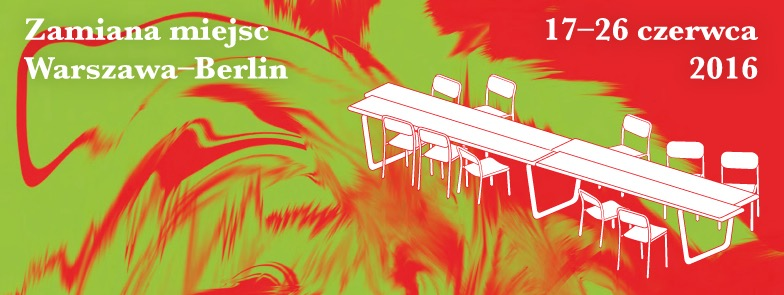 Zamiana miejsc
Warszawa–Berlin
17–26 czerwca
2016